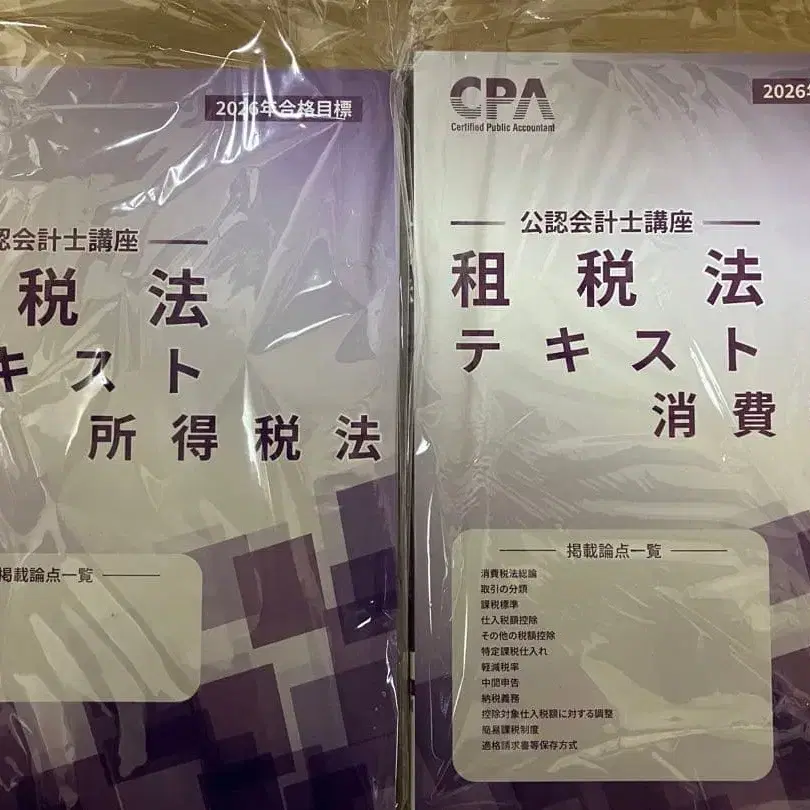 2026年合格目標
認会計士講座
税法
キスト
所得税法
掲載論点一覧
CPA
Certified Public Accountant
2026
公認会計士講座
租税法
テキスト
消費
掲載論点一覧
消費税法総論
取引の分類
課税標準
仕入税額控除
その他の税額控除
特定課税仕入れ
軽減税率
中間申告
納税義務
控除対象仕入税額に対する調整
簡易課税制度
適格請求書等保存方式